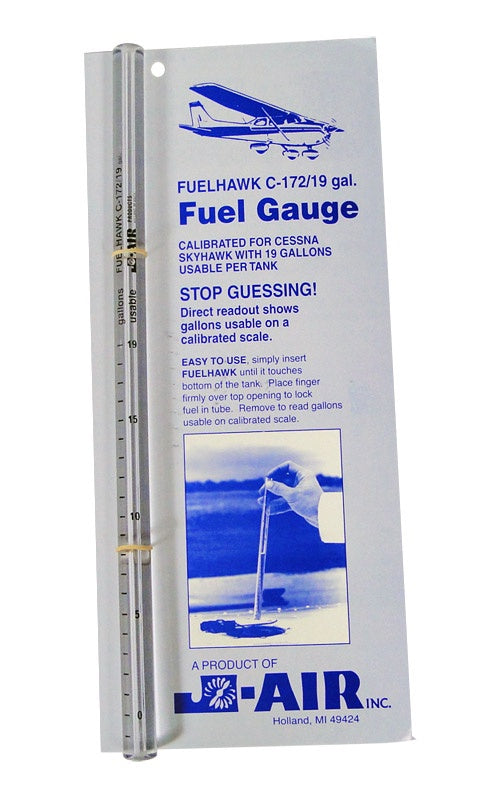 FUELHAWK C-172/19 gal.
Fuel Gauge
CALIBRATED FOR CESSNA
SKYHAWK WITH 19 GALLONS
USABLE PER TANK
STOP GUESSING!
Direct readout shows
gallons usable on a
calibrated scale.
EASY TO USE, simply insert
FUELHAWK until it touches
bottom of the tank. Place finger
firmly over top opening to lock
fuel in tube. Remove to read gallons
usable on calibrated scale.
A PRODUCT OF
J-AIR INC.
Holland, MI 49424
FUELHAWK C-172/19 gal.
J-AIR PRODUCTS
gallons
usable
19
15
10
5
0